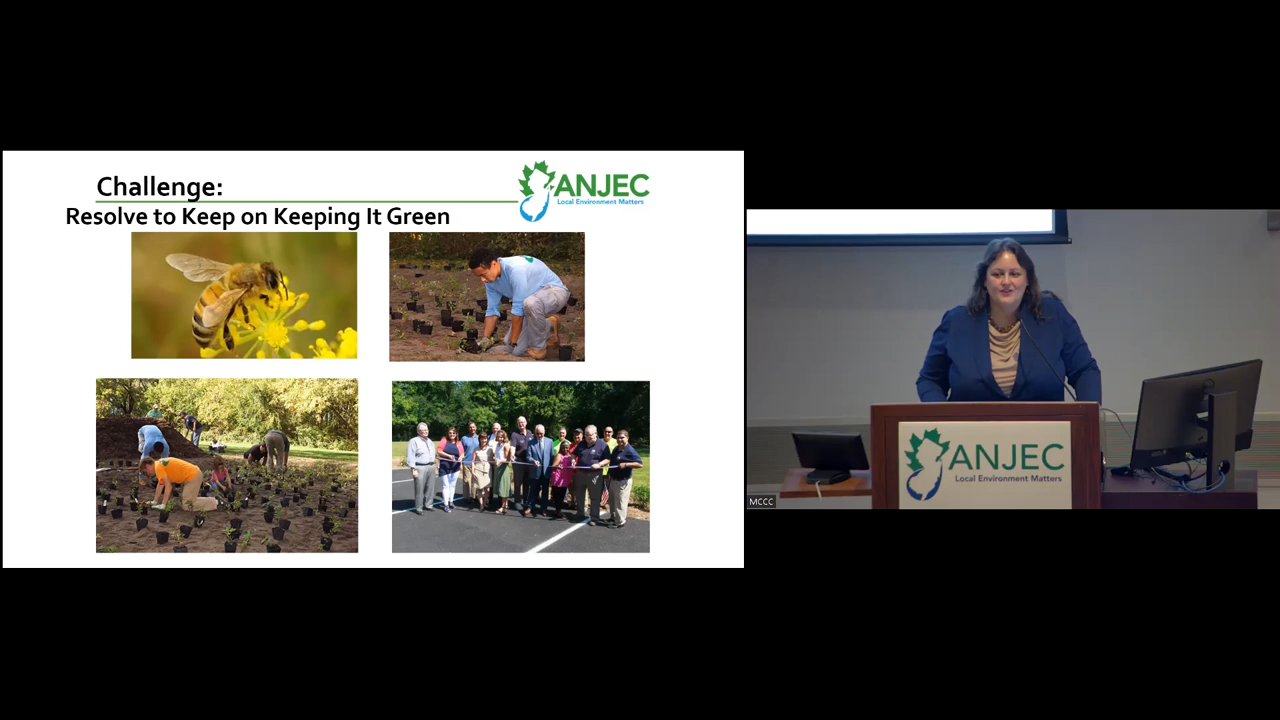 Challenge:
Resolve to Keep on Keeping It Green
ANJEC
Local Environment Matters
ANJEC
Local Environment Matters
MCCC